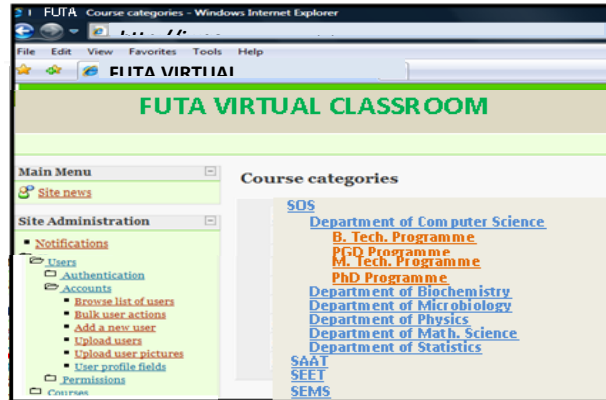 FUTA Course categories - Windows Internet Explorer
File Edit View Favorites Tools Help
FUTA VIRTUAL
FUTA VIRTUAL CLASSROOM
Main Menu
Site news
Site Administration
Notifications
Users
Authentication
Accounts
Browse list of users
Bulk user actions
Add a new user
Upload users
Upload user pictures
User profile fields
Permissions
Courses
Course categories
SOS
Department of Computer Science
B. Tech. Programme
PGD Programme
M. Tech. Programme
PhD Programme
Department of Biochemistry
Department of Microbiology
Department of Physics
Department of Math. Science
Department of Statistics
SAAT
SEET
SEMS